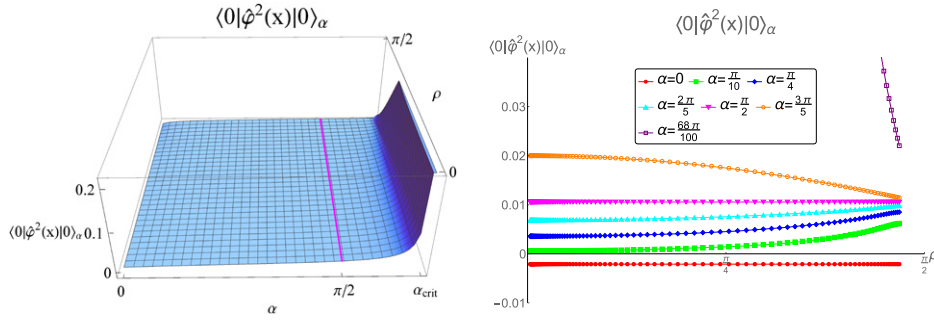 ⟨0|φ̂²(x)|0⟩α
π/2
ρ
0
0.2
⟨0|φ̂²(x)|0⟩α 0.1
0
0
π/2
αcrit
α
⟨0|φ̂²(x)|0⟩α
⟨0|φ̂²(x)|0⟩α
0.03
0.02
0.01
0
-0.01
α=0 α=π/10 α=π/4
α=2π/5 α=π/2 α=3π/5
α=68π/100
π/4
π/2
ρ